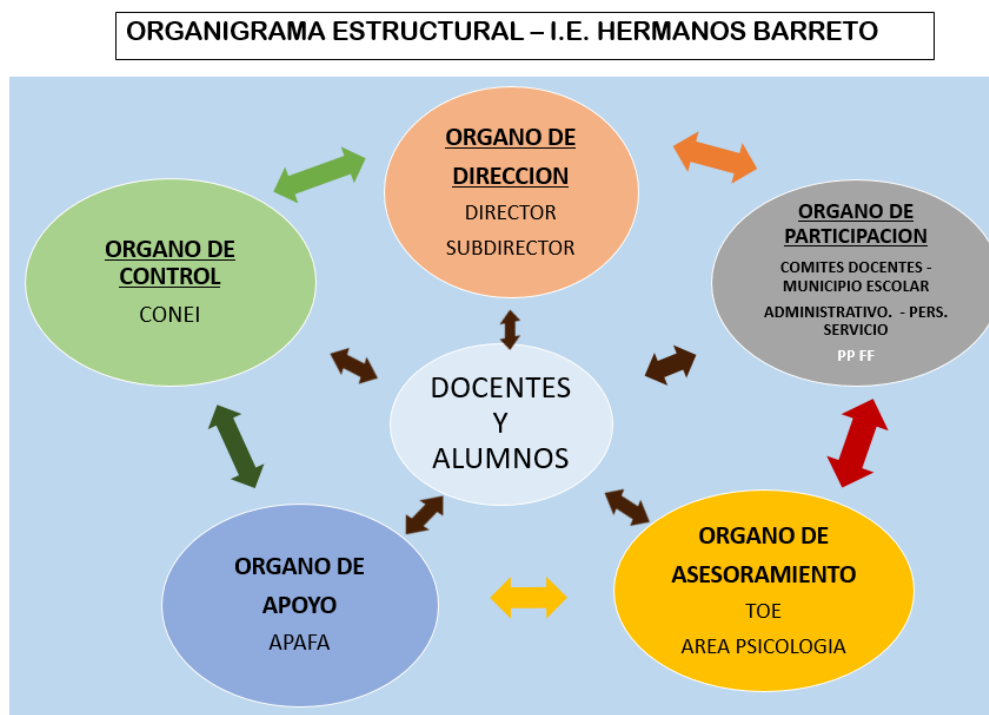 ORGANIGRAMA ESTRUCTURAL – I.E. HERMANOS BARRETO
ORGANO DE
DIRECCION
DIRECTOR
SUBDIRECTOR
ORGANO DE
CONTROL
CONEI
ORGANO DE
PARTICIPACION
COMITES DOCENTES -
MUNICIPIO ESCOLAR
ADMINISTRATIVO. - PERS.
SERVICIO
PP FF
DOCENTES
Y
ALUMNOS
ORGANO DE
APOYO
APAFA
ORGANO DE
ASESORAMIENTO
TOE
AREA PSICOLOGIA